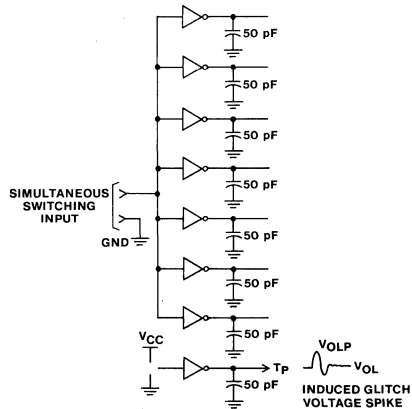 50 pF
50 pF
50 pF
50 pF
SIMULTANEOUS
SWITCHING
INPUT
GND
50 pF
50 pF
50 pF
VCC
TP
50 pF
VOLP
VOL
INDUCED GLITCH
VOLTAGE SPIKE